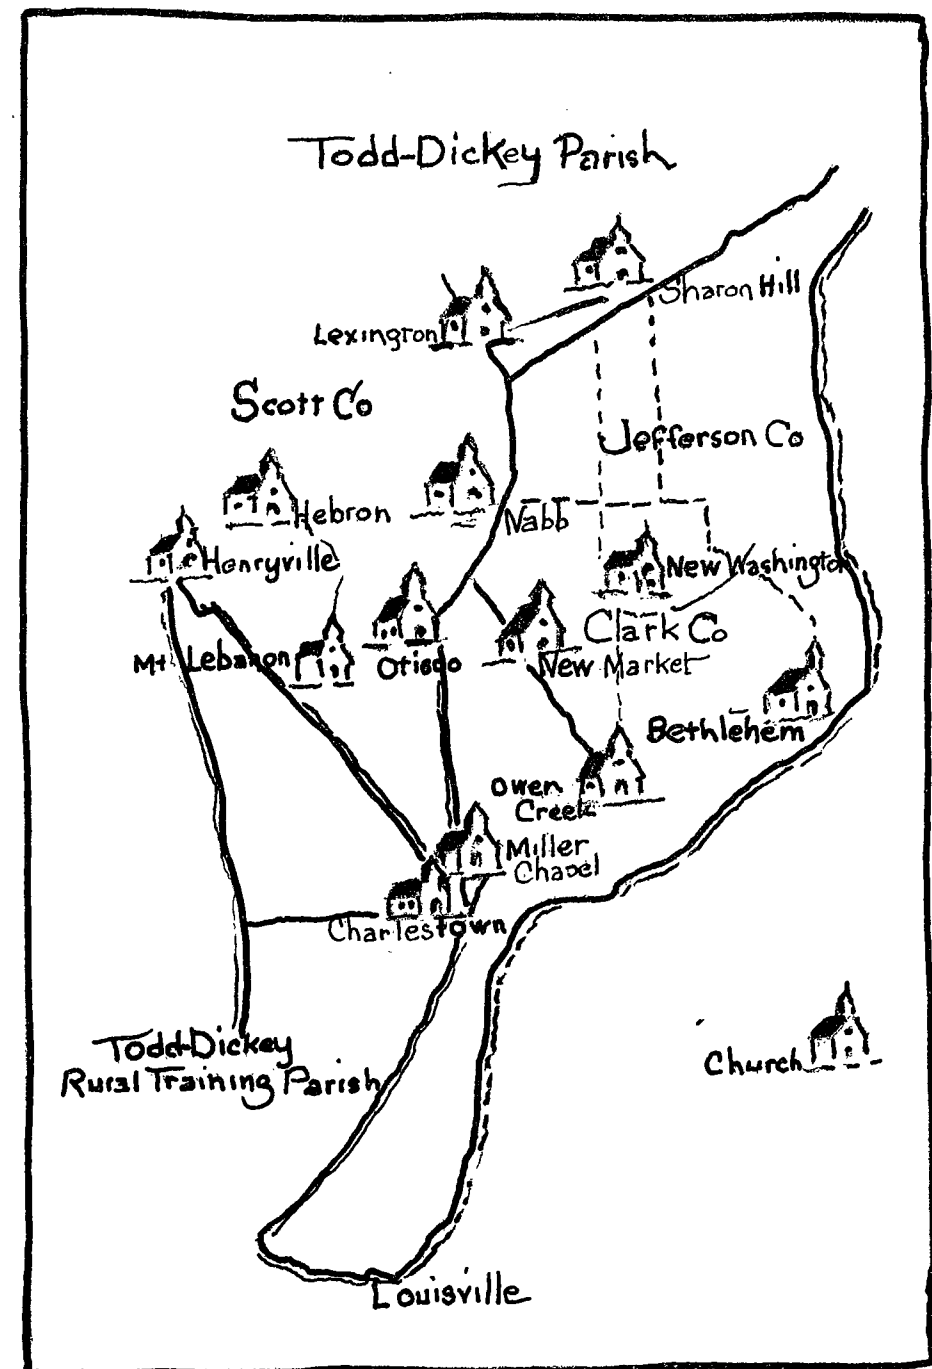 Todd-Dickey Parish
Sharon Hill
Lexington
Scott Co
Jefferson Co
Hebron
Nabb
Henryville
New Washington
Clark Co
Mt Lebanon
Otisco
New Market
Bethlehem
Owen
Creek
Miller
Chapel
Charlestown
Todd-Dickey
Rural Training Parish
Church
Louisville